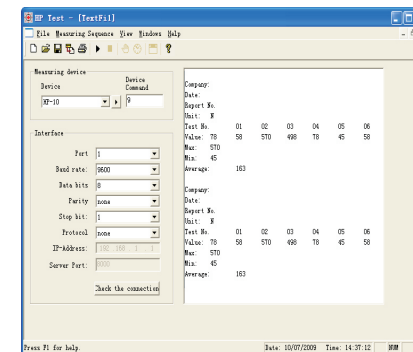 HP Test - [TextFil]
File Measuring Sequence View Windows Help
Measuring device
Device
Device Command
HF-10
9
Interface
Port 1
Baud rate: 9600
Data bits 8
Parity none
Stop bit: 1
Protocol none
IP-Address: 192 168 1 1
Server Port: 8000
Check the connection
Company:
Date:
Report No.
Unit: N
Test No. 01 02 03 04 05 06
Value: 78 58 570 498 78 45 58
Max: 570
Min: 45
Average: 163
Company:
Date:
Report No.
Unit: N
Test No. 01 02 03 04 05 06
Value: 78 58 570 498 78 45 58
Max: 570
Min: 45
Average: 163
Press F1 for help.
Date: 10/07/2009 Time: 14:37:12 NUM